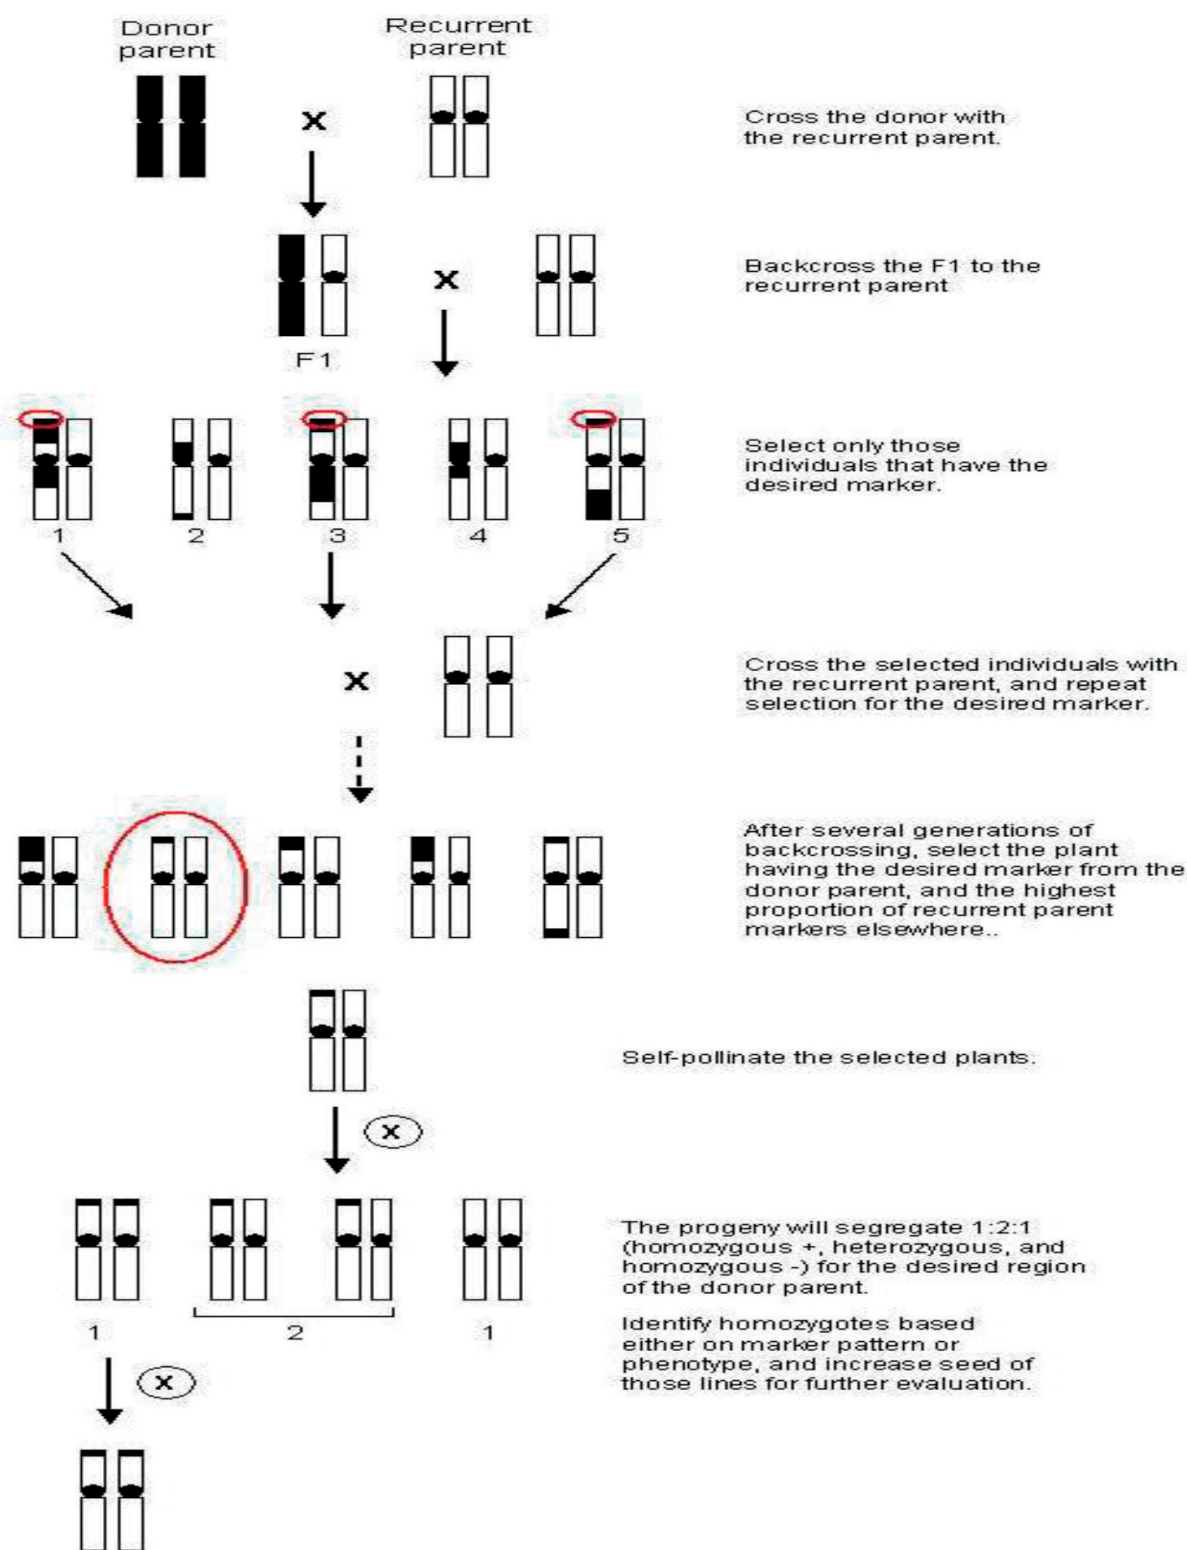 Donor
parent
Recurrent
parent
X
Cross the donor with
the recurrent parent.
X
Backcross the F1 to the
recurrent parent
F1
Select only those
individuals that have the
desired marker.
1
2
3
4
5
X
Cross the selected individuals with
the recurrent parent, and repeat
selection for the desired marker.
After several generations of
backcrossing, select the plant
having the desired marker from the
donor parent, and the highest
proportion of recurrent parent
markers elsewhere..
Self-pollinate the selected plants.
X
The progeny will segregate 1:2:1
(homozygous +, heterozygous, and
homozygous -) for the desired region
of the donor parent.
1
2
1
Identify homozygotes based
either on marker pattern or
phenotype, and increase seed of
those lines for further evaluation.
X